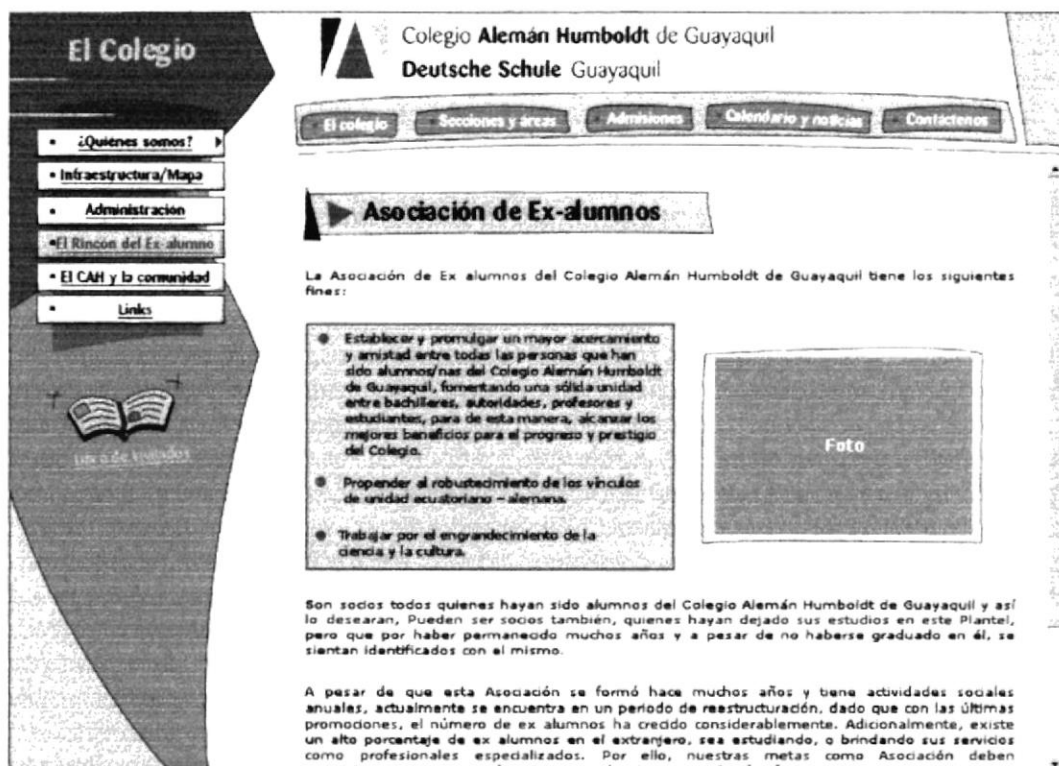 El Colegio
Colegio Alemán Humboldt de Guayaquil
Deutsche Schule Guayaquil
El colegio
Secciones y áreas
Admisiones
Calendario y noticias
Contáctenos
¿Quiénes somos?
Infraestructura/Mapa
Administración
El Rincón del Ex-alumno
El CAH y la comunidad
Links
Libro de invitados
Asociación de Ex-alumnos
La Asociación de Ex alumnos del Colegio Alemán Humboldt de Guayaquil tiene los siguientes
fines:
Establecer y promulgar un mayor acercamiento
y amistad entre todas las personas que han
sido alumnos/nas del Colegio Alemán Humboldt
de Guayaquil, fomentando una sólida unidad
entre bachilleres, autoridades, profesores y
estudiantes, para de esta manera, alcanzar los
mejores beneficios para el progreso y prestigio
del Colegio.
Propender al robustecimiento de los vínculos
de unidad ecuatoriano – alemana.
Trabajar por el engrandecimiento de la
ciencia y la cultura.
Foto
Son socios todos quienes hayan sido alumnos del Colegio Alemán Humboldt de Guayaquil y así
lo desearan, Pueden ser socios también, quienes hayan dejado sus estudios en este Plantel,
pero que por haber permanecido muchos años y a pesar de no haberse graduado en él, se
sientan identificados con el mismo.
A pesar de que esta Asociación se formó hace muchos años y tiene actividades sociales
anuales, actualmente se encuentra en un periodo de reestructuración, dado que con las últimas
promociones, el número de ex alumnos ha crecido considerablemente. Adicionalmente, existe
un alto porcentaje de ex alumnos en el extranjero, sea estudiando, o brindando sus servicios
como profesionales especializados. Por ello, nuestras metas como Asociación deben